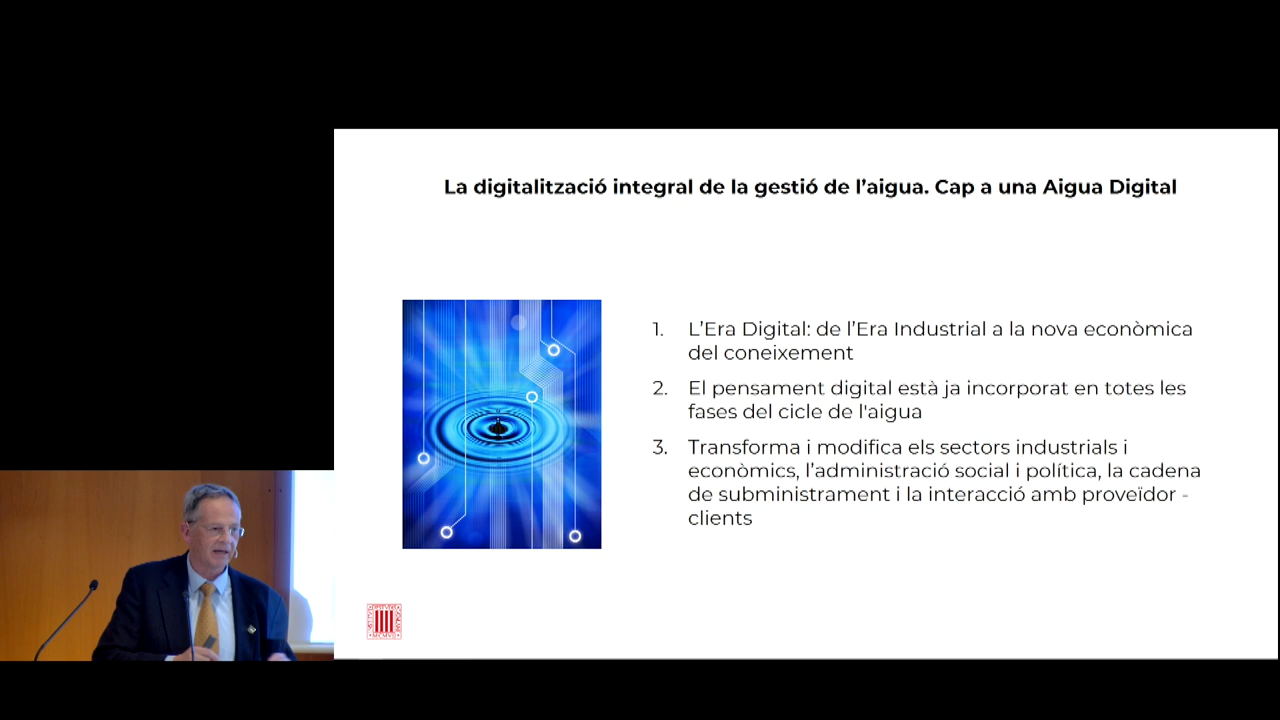 La digitalització integral de la gestió de l’aigua. Cap a una Aigua Digital
1. L’Era Digital: de l’Era Industrial a la nova econòmica
del coneixement
2. El pensament digital està ja incorporat en totes les
fases del cicle de l'aigua
3. Transforma i modifica els sectors industrials i
econòmics, l’administració social i política, la cadena
de subministrament i la interacció amb proveïdor -
clients